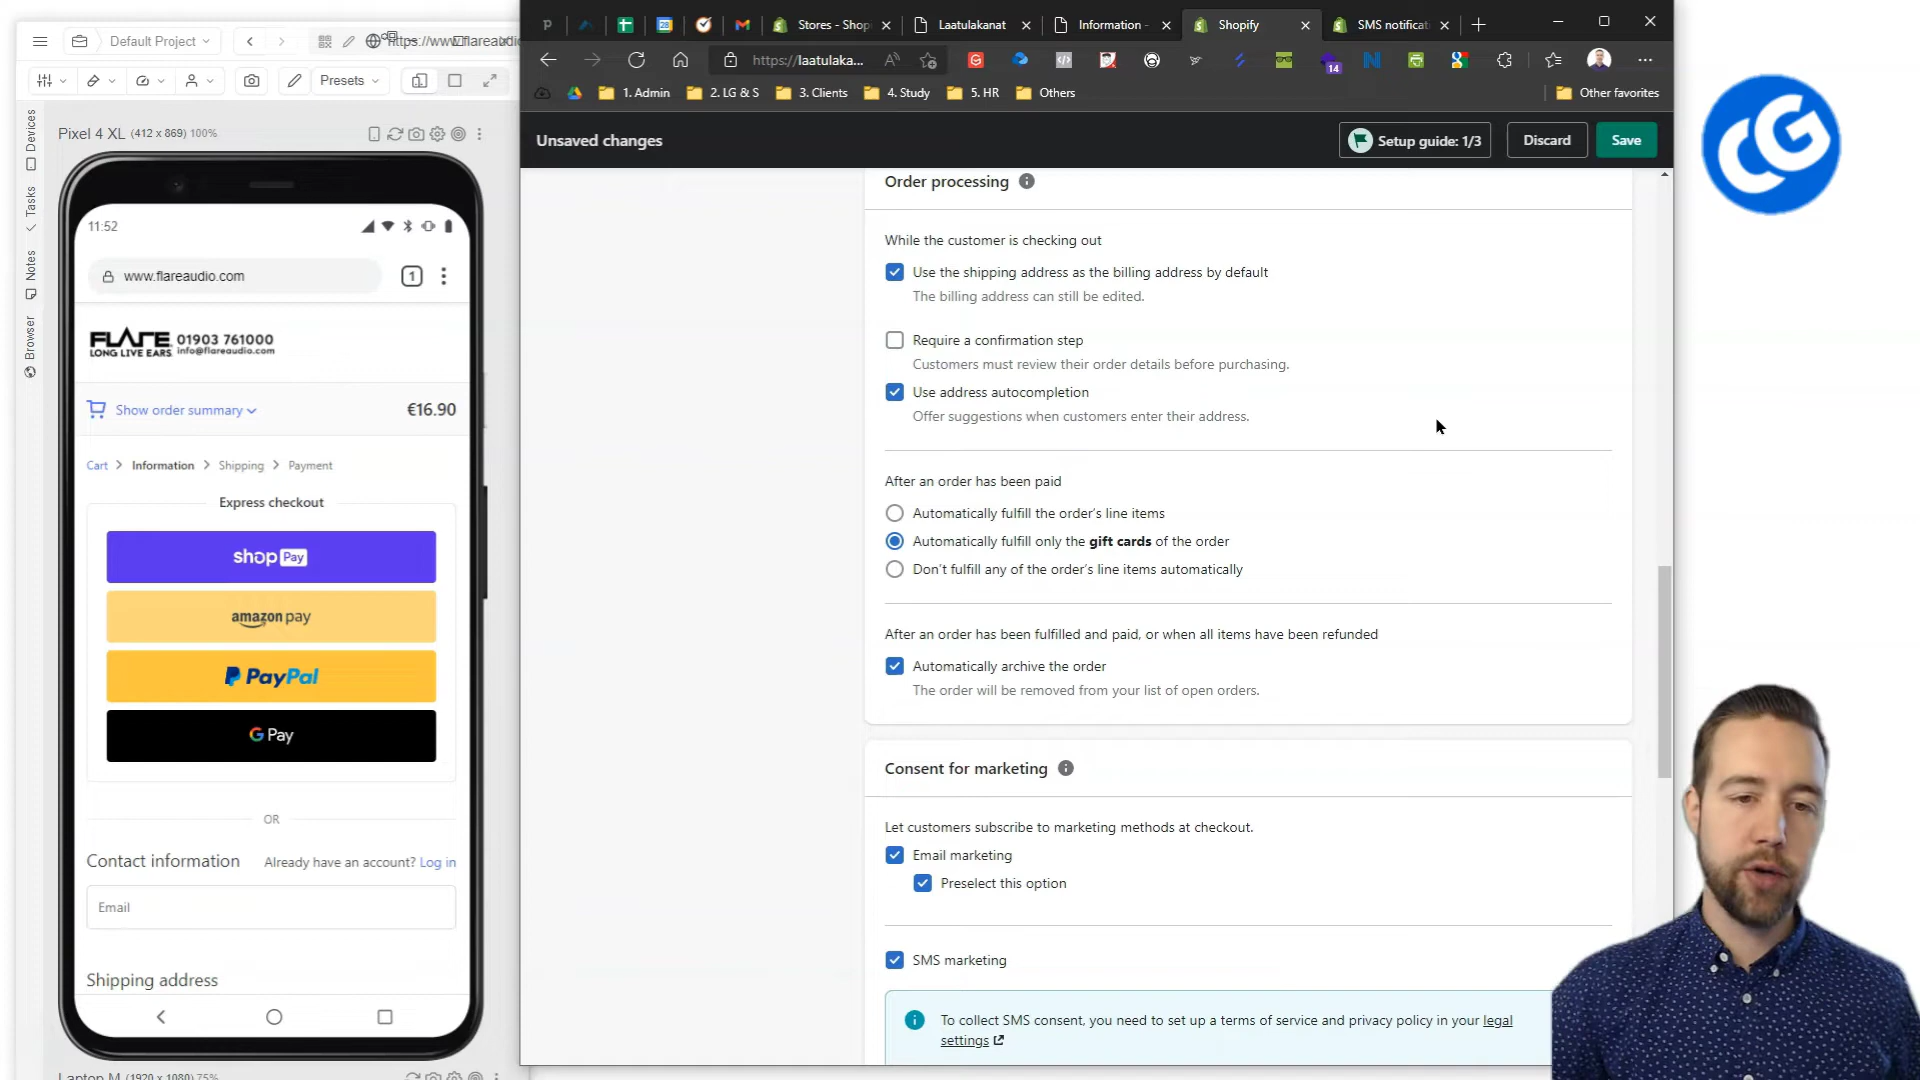 Default Project
https://www.flareaudio
Presets
Devices
Tasks
Notes
Browser
Pixel 4 XL (412 x 869) 100%
11:52
www.flareaudio.com
1
FLARE
LONG LIVE EARS
01903 761000
info@flareaudio.com
Show order summary
€16.90
Cart > Information > Shipping > Payment
Express checkout
shop Pay
amazon pay
PayPal
G Pay
OR
Contact information
Already have an account? Log in
Email
Shipping address
Laptop M (1920 x 1080) 75%
Stores - Shop
Laatulakanat
Information -
Shopify
SMS notificat
https://laatulaka...
14
1. Admin
2. LG & S
3. Clients
4. Study
5. HR
Others
Other favorites
Unsaved changes
Setup guide: 1/3
Discard
Save
Order processing
While the customer is checking out
Use the shipping address as the billing address by default
The billing address can still be edited.
Require a confirmation step
Customers must review their order details before purchasing.
Use address autocompletion
Offer suggestions when customers enter their address.
After an order has been paid
Automatically fulfill the order's line items
Automatically fulfill only the gift cards of the order
Don't fulfill any of the order's line items automatically
After an order has been fulfilled and paid, or when all items have been refunded
Automatically archive the order
The order will be removed from your list of open orders.
Consent for marketing
Let customers subscribe to marketing methods at checkout.
Email marketing
Preselect this option
SMS marketing
To collect SMS consent, you need to set up a terms of service and privacy policy in your legal
settings
CG